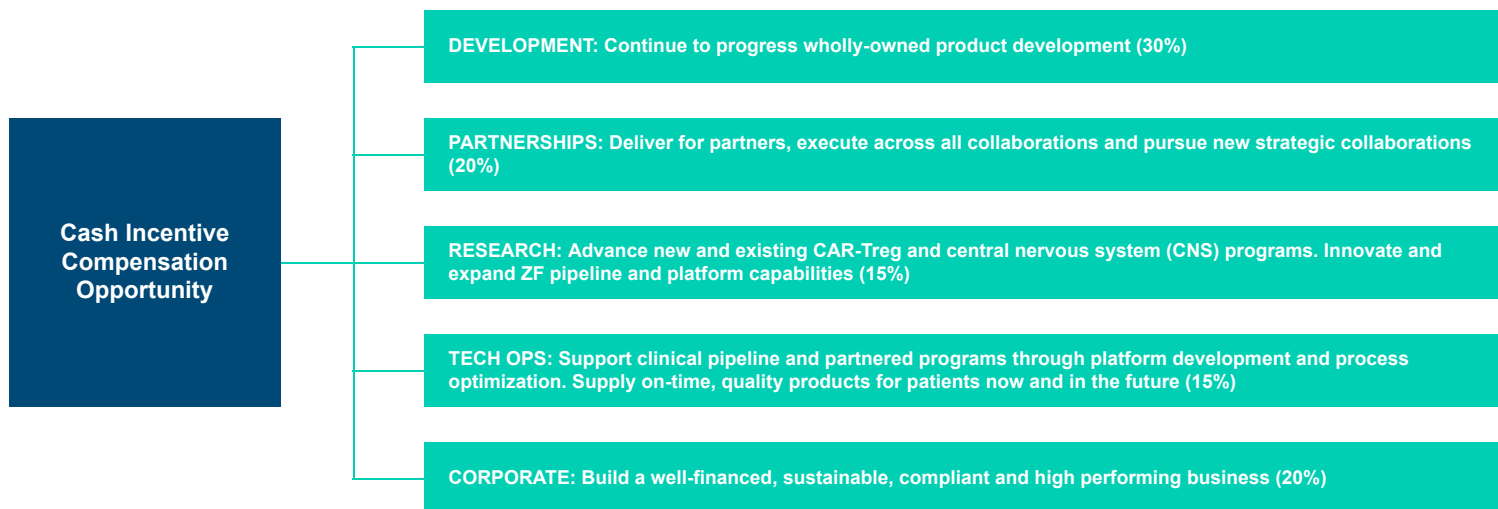 DEVELOPMENT: Continue to progress wholly-owned product development (30%)
PARTNERSHIPS: Deliver for partners, execute across all collaborations and pursue new strategic collaborations
(20%)
Cash Incentive
Compensation
Opportunity
RESEARCH: Advance new and existing CAR-Treg and central nervous system (CNS) programs. Innovate and
expand ZF pipeline and platform capabilities (15%)
TECH OPS: Support clinical pipeline and partnered programs through platform development and process
optimization. Supply on-time, quality products for patients now and in the future (15%)
CORPORATE: Build a well-financed, sustainable, compliant and high performing business (20%)